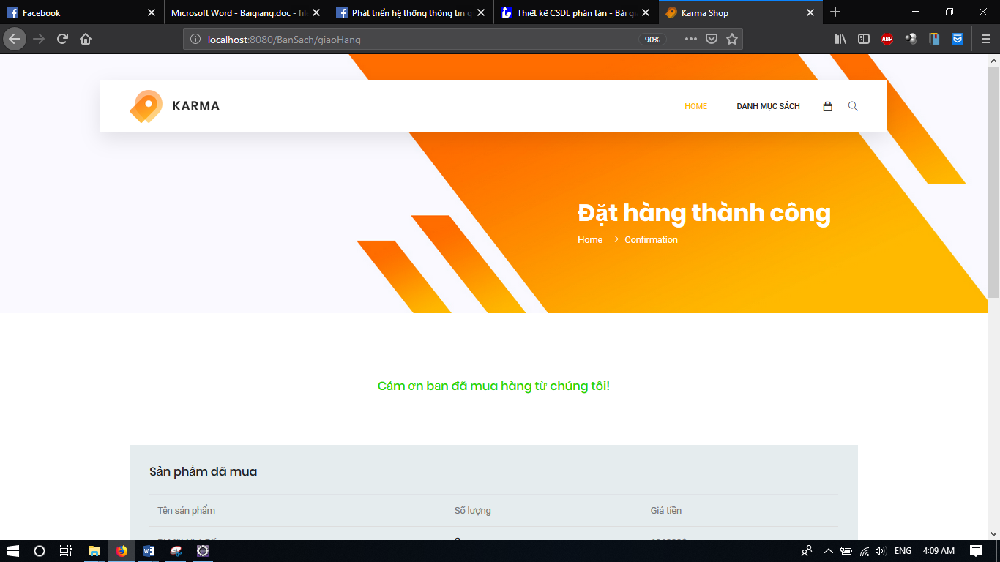 Facebook
Microsoft Word - Baigiang.doc - fil
Phát triển hệ thống thông tin q
Thiết kế CSDL phân tán - Bài gi
Karma Shop
localhost:8080/BanSach/giaoHang
90%
ABP
KARMA
HOME
DANH MỤC SÁCH
Đặt hàng thành công
Home → Confirmation
Cảm ơn bạn đã mua hàng từ chúng tôi!
Sản phẩm đã mua
Tên sản phẩm
Số lượng
Giá tiền
ENG
4:09 AM